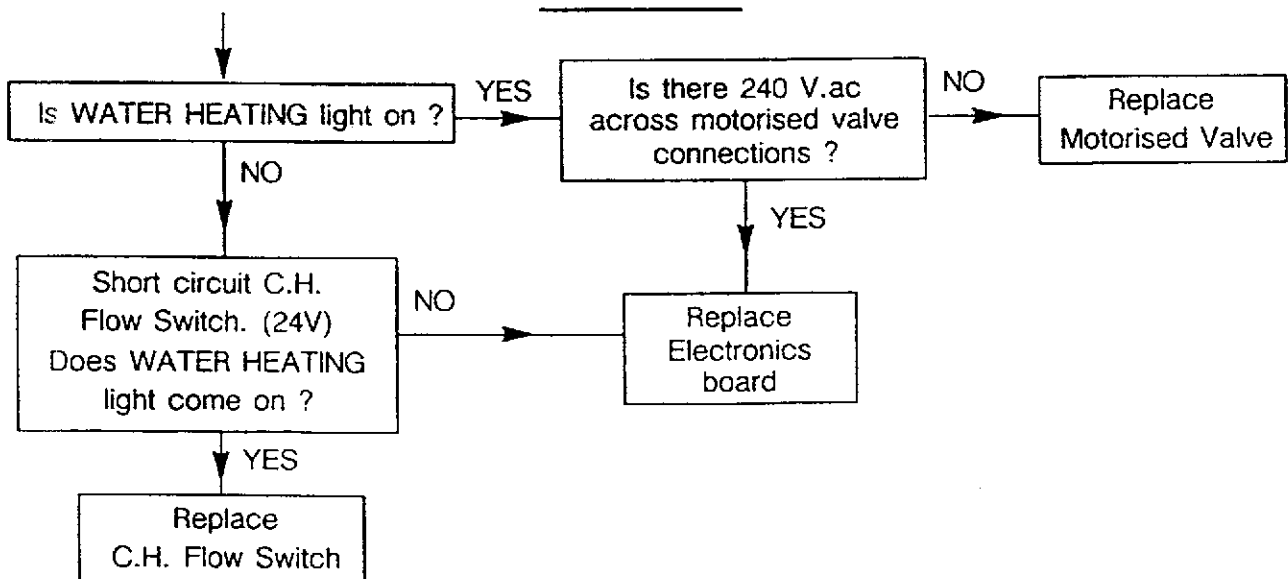 Is WATER HEATING light on ?
YES
Is there 240 V.ac
across motorised valve
connections ?
NO
Replace
Motorised Valve
NO
YES
Short circuit C.H.
Flow Switch. (24V)
Does WATER HEATING
light come on ?
NO
Replace
Electronics
board
YES
Replace
C.H. Flow Switch